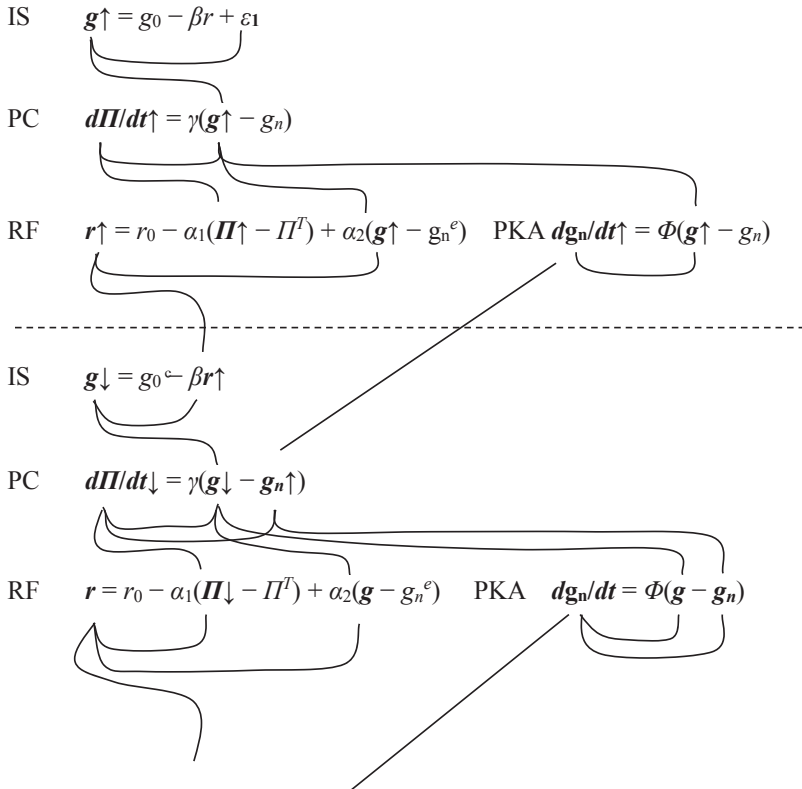 IS g↑ = g₀ – βr + ε₁
PC dΠ/dt↑ = γ(g↑ – gₙ)
RF r↑ = r₀ – α₁(Π↑ – Πᵀ) + α₂(g↑ – gₙᵉ) PKA dgₙ/dt↑ = Φ(g↑ – gₙ)
IS g↓ = g₀ – βr↑
PC dΠ/dt↓ = γ(g↓ – gₙ↑)
RF r = r₀ – α₁(Π↓ – Πᵀ) + α₂(g – gₙᵉ) PKA dgₙ/dt = Φ(g – gₙ)